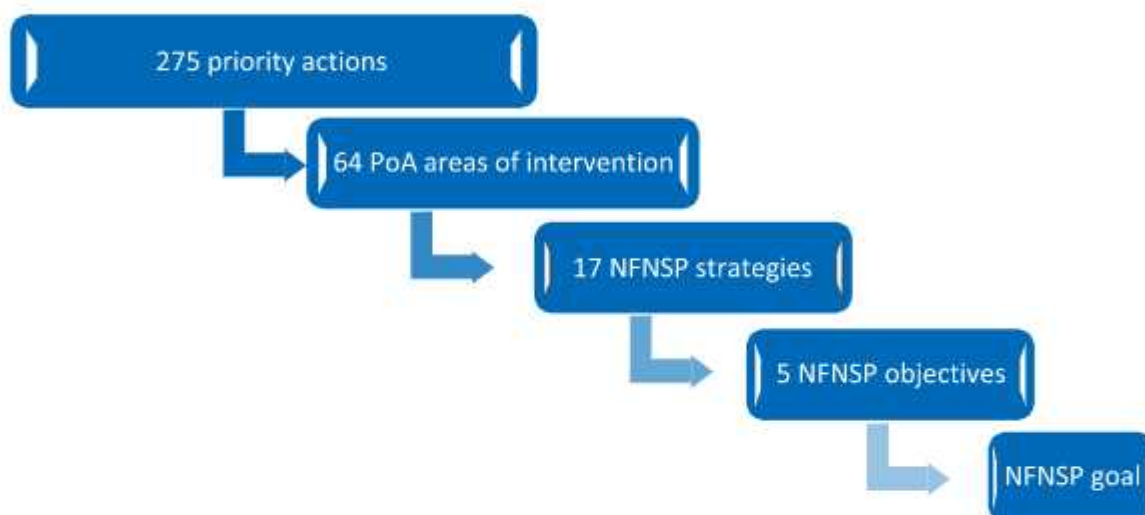 275 priority actions
64 PoA areas of intervention
17 NFNSP strategies
5 NFNSP objectives
NFNSP goal